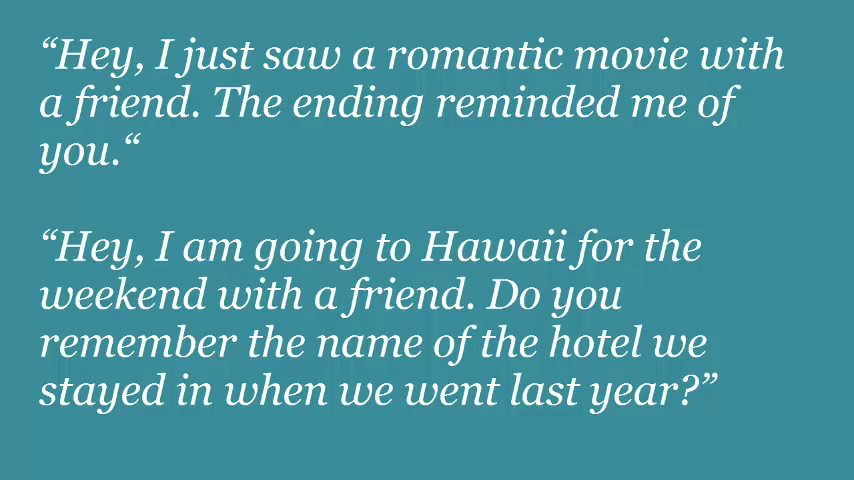 “Hey, I just saw a romantic movie with
a friend. The ending reminded me of
you.“
“Hey, I am going to Hawaii for the
weekend with a friend. Do you
remember the name of the hotel we
stayed in when we went last year?”